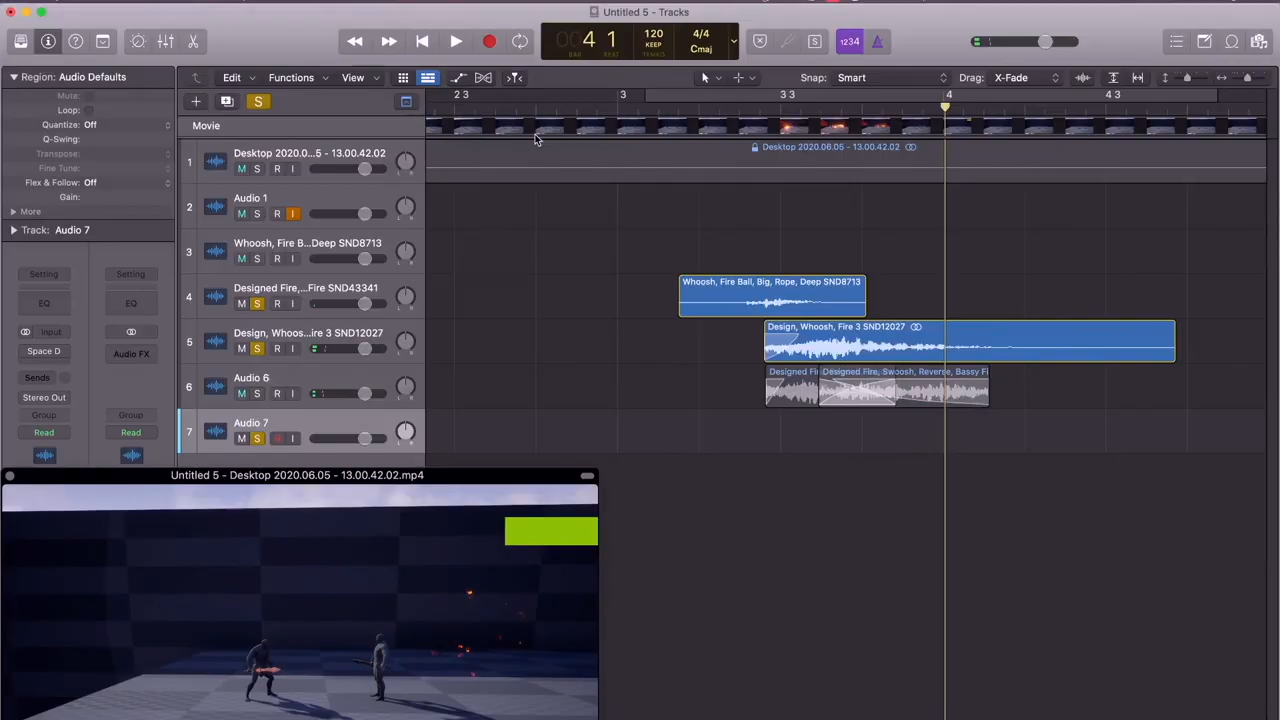 Untitled 5 - Tracks
00 4 1
BAR BEAT
120
KEEP
TEMPO
4/4
Cmaj
1234
Region: Audio Defaults
Edit Functions View
Snap: Smart
Drag: X-Fade
Mute:
Loop:
Quantize: Off
Q-Swing:
Transpose:
Fine Tune:
Flex & Follow: Off
Gain:
More
Track: Audio 7
S
2 3 3 3 3 4 4 3
Movie
1 Desktop 2020.0...5 - 13.00.42.02
M S R I
L R
Desktop 2020.06.05 - 13.00.42.02
2 Audio 1
M S R I
L R
3 Whoosh, Fire B...Deep SND8713
M S R I
L R
4 Designed Fire,...Fire SND43341
M S R I
L R
Whoosh, Fire Ball, Big, Rope, Deep SND8713
5 Design, Whoos...ire 3 SND12027
M S R I
L R
Design, Whoosh, Fire 3 SND12027
6 Audio 6
M S R I
L R
Designed Fi
Designed Fire, Swoosh, Reverse, Bassy Fi
7 Audio 7
M S R I
L R
Setting Setting
EQ EQ
Input
Space D Audio FX
Sends
Stereo Out
Group Group
Read Read
Untitled 5 - Desktop 2020.06.05 - 13.00.42.02.mp4